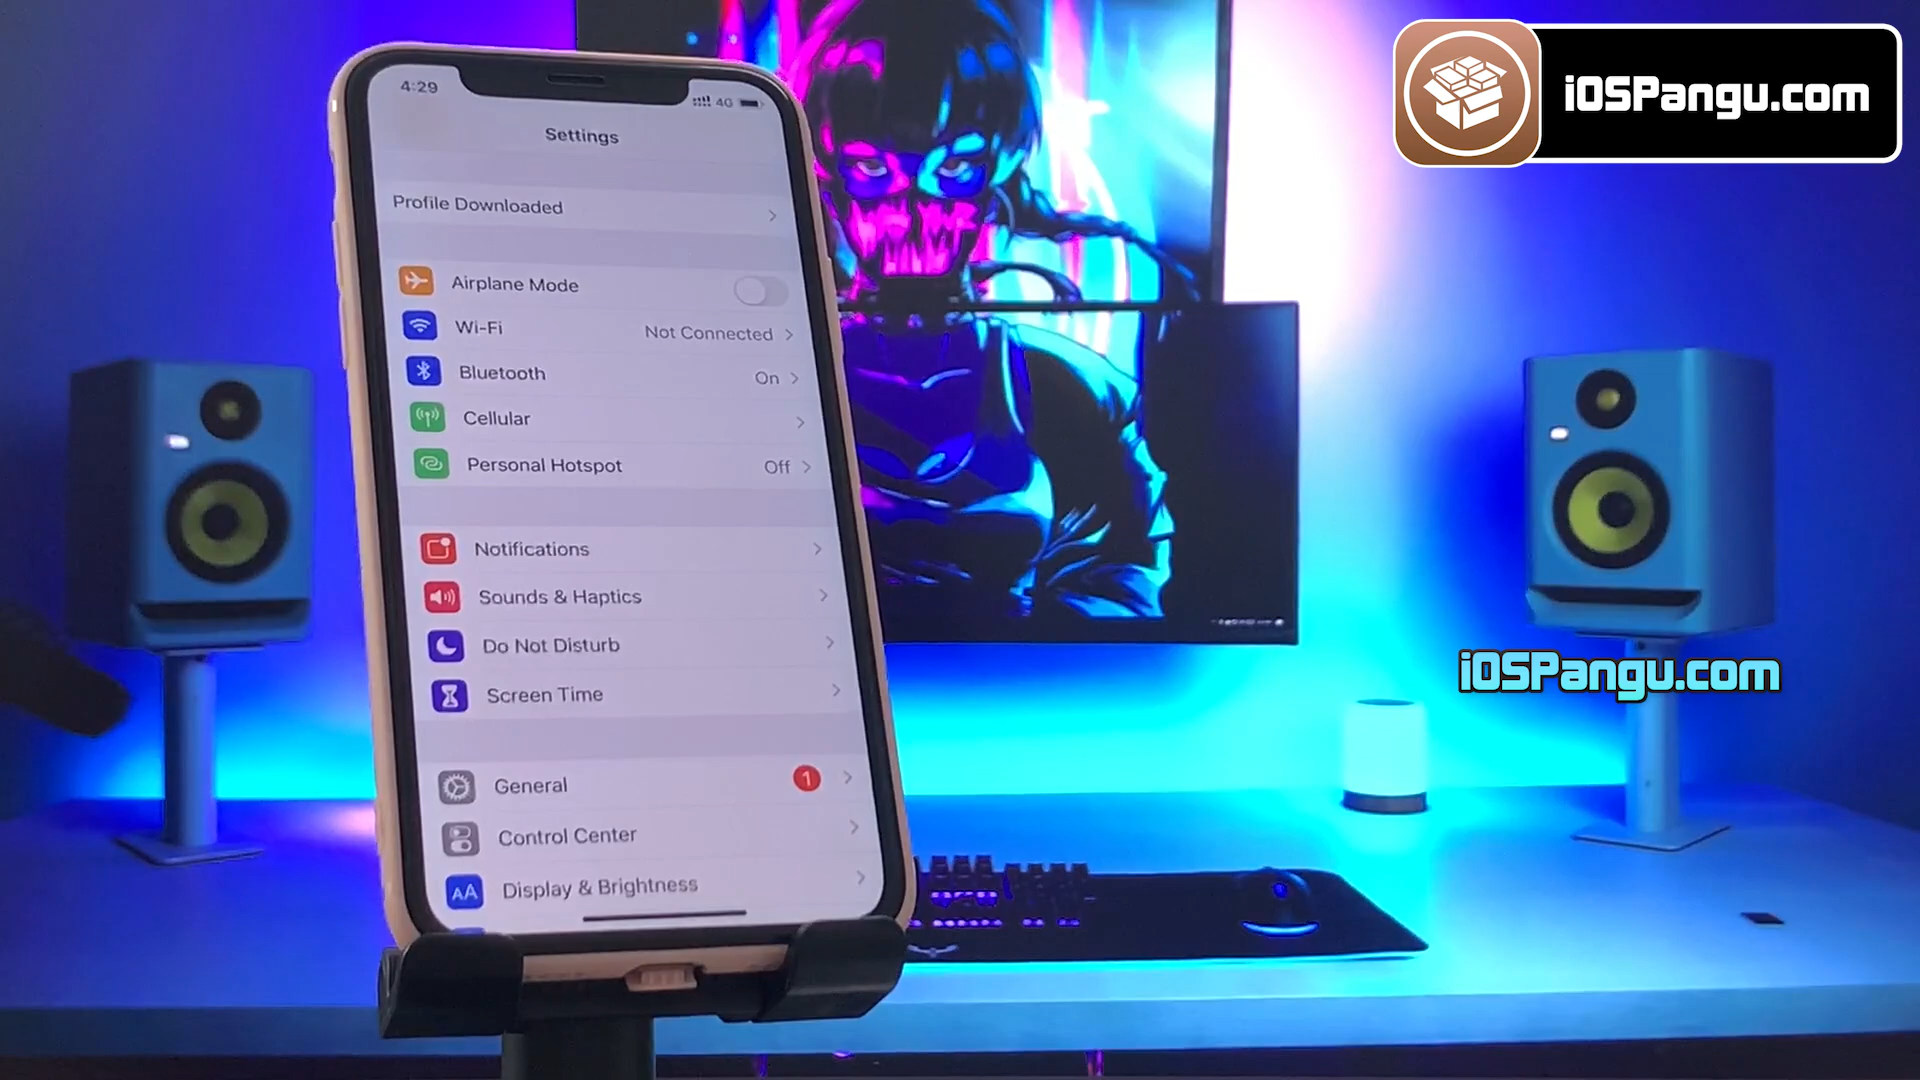 iOSPangu.com
4:29
4G
Settings
Profile Downloaded
Airplane Mode
Wi-Fi Not Connected
Bluetooth On
Cellular
Personal Hotspot Off
Notifications
Sounds & Haptics
Do Not Disturb
Screen Time
General 1
Control Center
AA Display & Brightness
iOSPangu.com